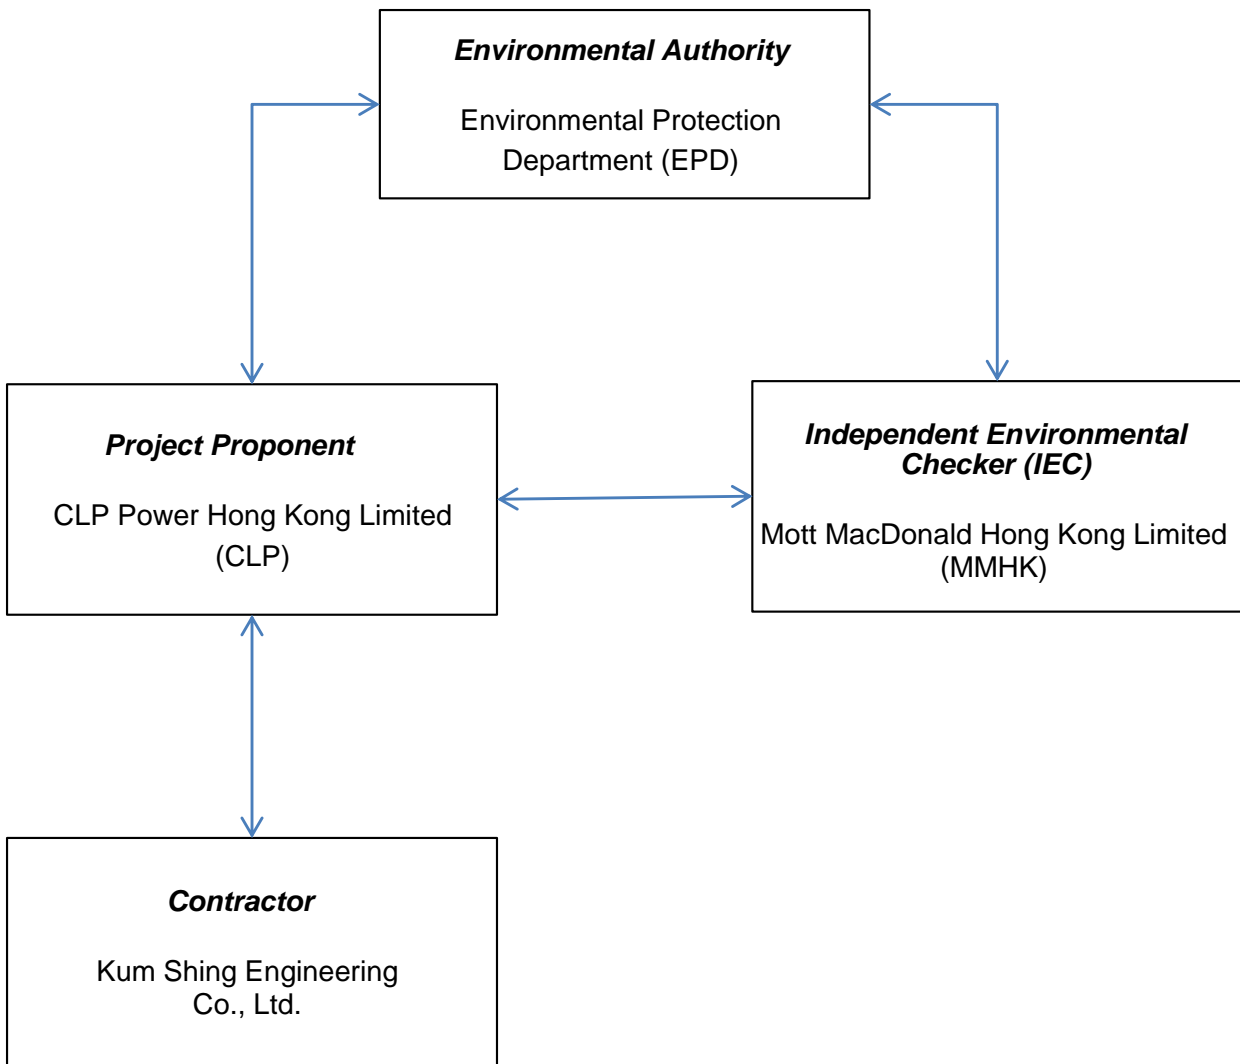 Environmental Authority
Environmental Protection
Department (EPD)
Project Proponent
CLP Power Hong Kong Limited
(CLP)
Independent Environmental
Checker (IEC)
Mott MacDonald Hong Kong Limited
(MMHK)
Contractor
Kum Shing Engineering
Co., Ltd.